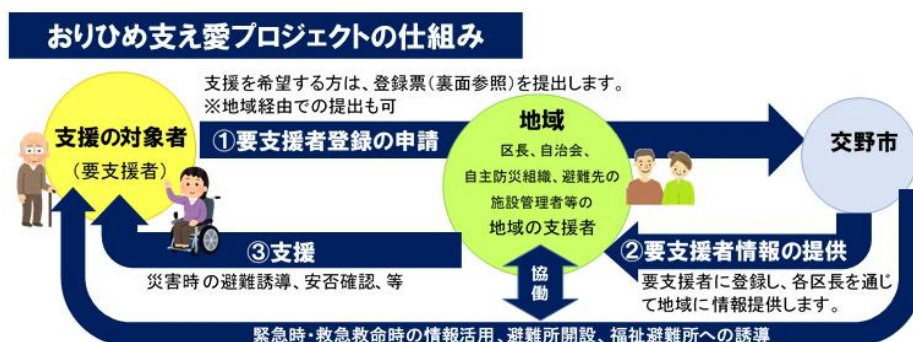 おりひめ支え愛プロジェクトの仕組み
支援を希望する方は、登録票(裏面参照)を提出します。
※地域経由での提出も可
支援の対象者
(要支援者)
①要支援者登録の申請
地域
区長、自治会、
自主防災組織、避難先の
施設管理者等の
地域の支援者
交野市
②要支援者情報の提供
要支援者に登録し、各区長を通じ
て地域に情報提供します。
③支援
災害時の避難誘導、安否確認、等
協
働
緊急時・救急救命時の情報活用、避難所開設、福祉避難所への誘導